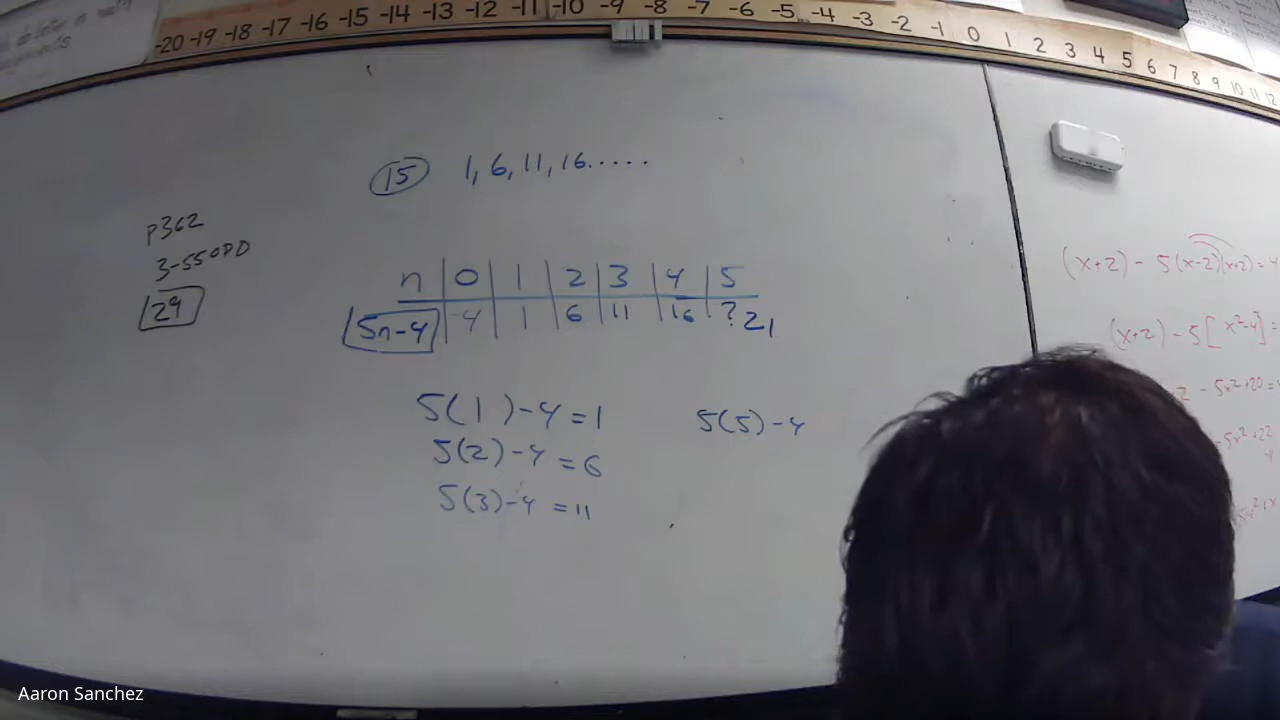 -20 -19 -18 -17 -16 -15 -14 -13 -12 -11 -10 -9 -8 -7 -6 -5 -4 -3 -2 -1 0 1 2 3 4 5 6 7 8 9 10 11 12
15 1, 6, 11, 16.....
P362
3-55 ODD
29
n 0 1 2 3 4 5
5n-4 -4 1 6 11 16 ? 21
5(1)-4=1
5(2)-4=6
5(3)-4=11
5(5)-4
(x+2) - 5(x-2)(x+2) =
(x+2) - 5[x²-4] =
- 5x²+20 =
-5x²+22
Aaron Sanchez